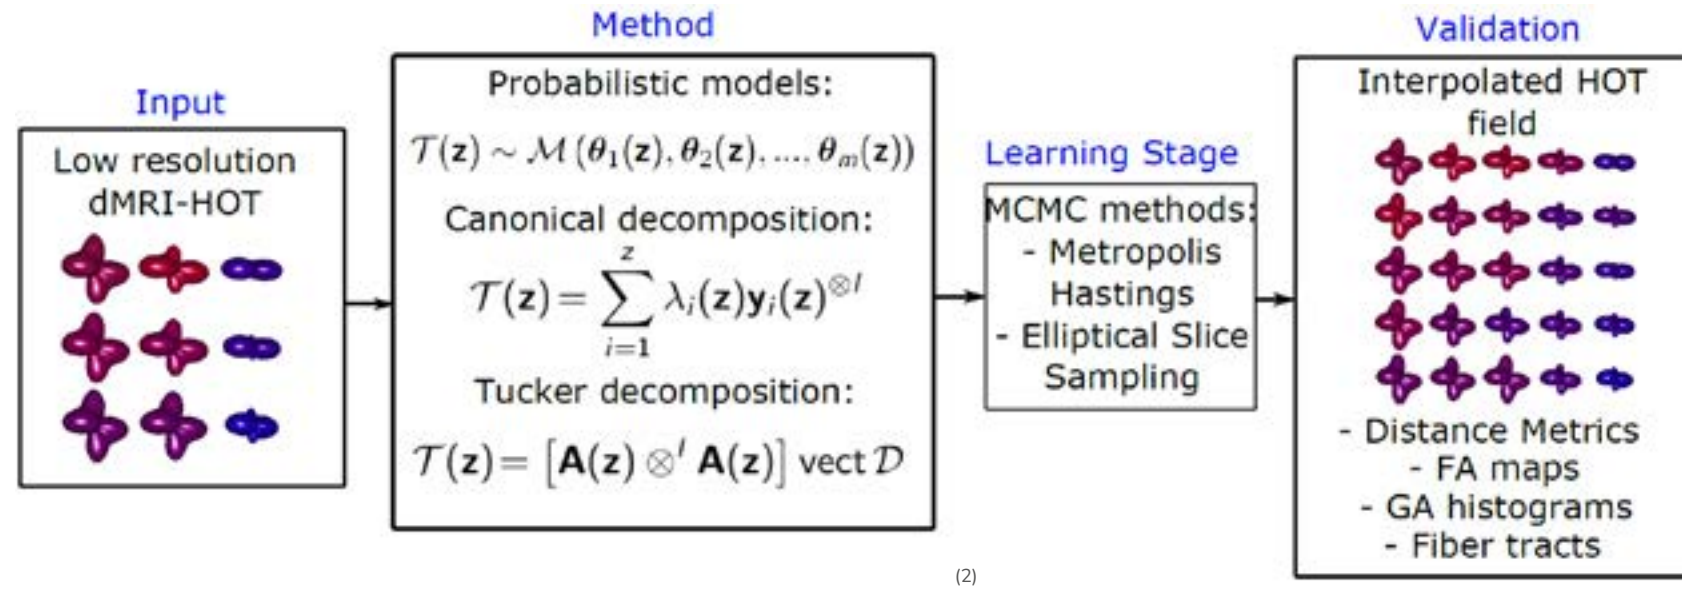 Input
Low resolution
dMRI-HOT
Method
Probabilistic models:
𝒯(𝐳) ∼ ℳ (𝜽₁(𝐳), 𝜽₂(𝐳), .... 𝜽ₘ(𝐳))
Canonical decomposition:
𝒯(𝐳) = ∑_{i=1}^{z} λᵢ(𝐳)𝐲ᵢ(𝐳)^{⊗l}
Tucker decomposition:
𝒯(𝐳) = [𝐀(𝐳) ⊗^l 𝐀(𝐳)] vect 𝒟
Learning Stage
MCMC methods:
- Metropolis
Hastings
- Elliptical Slice
Sampling
Validation
Interpolated HOT
field
- Distance Metrics
- FA maps
- GA histograms
- Fiber tracts
(2)